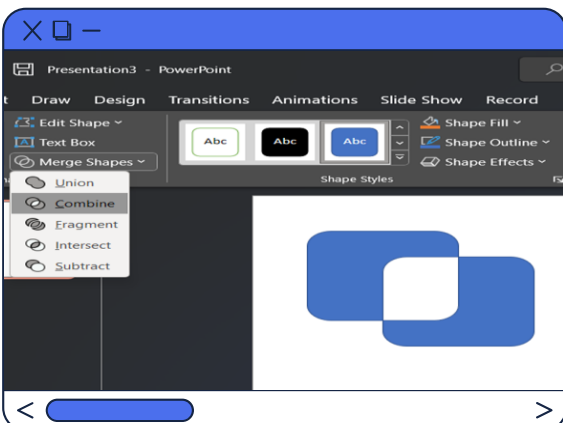 Presentation3 - PowerPoint
Draw Design Transitions Animations Slide Show Record
Edit Shape
Text Box
Merge Shapes
Abc Abc Abc
Shape Fill
Shape Outline
Shape Effects
Shape Styles
Union
Combine
Fragment
Intersect
Subtract